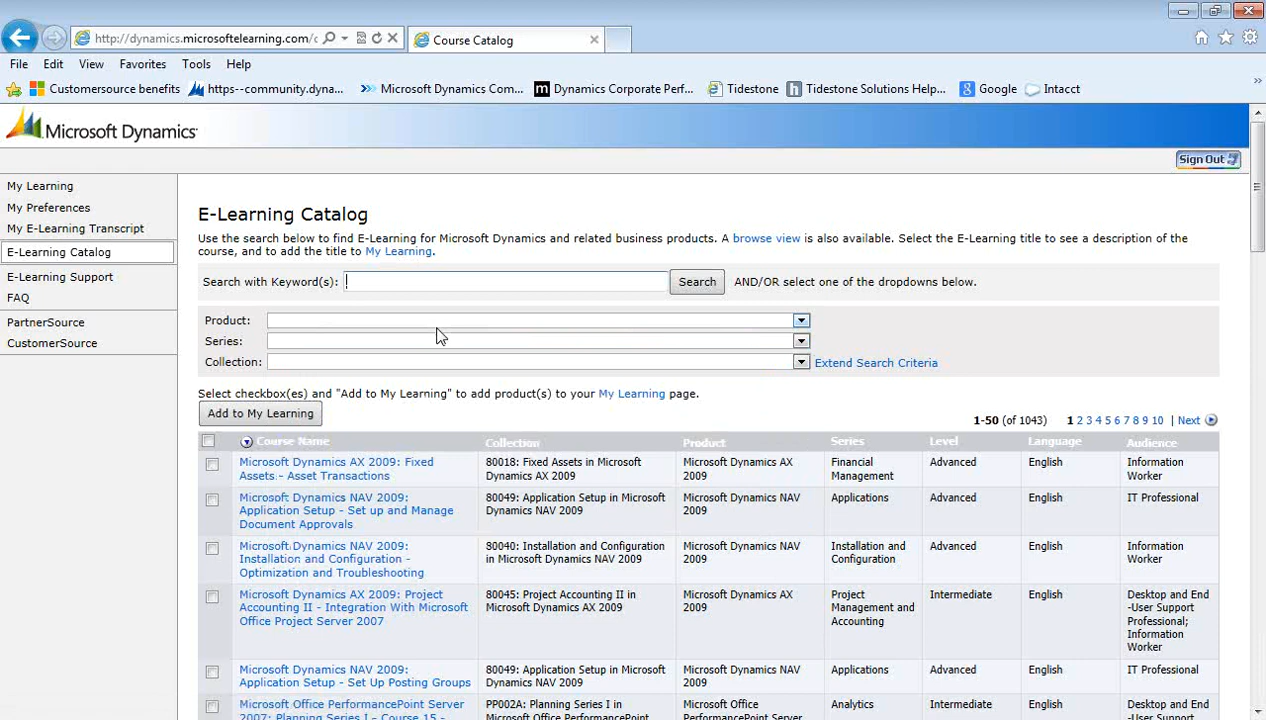 http://dynamics.microsoftelearning.com/c
Course Catalog
File Edit View Favorites Tools Help
Customersource benefits https--community.dyna... Microsoft Dynamics Com... Dynamics Corporate Perf... Tidestone Tidestone Solutions Help... Google Intacct
Microsoft Dynamics
Sign Out
My Learning
My Preferences
My E-Learning Transcript
E-Learning Catalog
E-Learning Support
FAQ
PartnerSource
CustomerSource
E-Learning Catalog
Use the search below to find E-Learning for Microsoft Dynamics and related business products. A browse view is also available. Select the E-Learning title to see a description of the
course, and to add the title to My Learning.
Search with Keyword(s): Search AND/OR select one of the dropdowns below.
Product:
Series:
Collection: Extend Search Criteria
Select checkbox(es) and "Add to My Learning" to add product(s) to your My Learning page.
Add to My Learning
1-50 (of 1043) 1 2 3 4 5 6 7 8 9 10 | Next
Course Name Collection Product Series Level Language Audience
Microsoft Dynamics AX 2009: Fixed 80018: Fixed Assets in Microsoft Microsoft Dynamics AX Financial Advanced English Information
Assets - Asset Transactions Dynamics AX 2009 2009 Management Worker
Microsoft Dynamics NAV 2009: 80049: Application Setup in Microsoft Microsoft Dynamics NAV Applications Advanced English IT Professional
Application Setup - Set up and Manage Dynamics NAV 2009 2009
Document Approvals
Microsoft Dynamics NAV 2009: 80040: Installation and Configuration Microsoft Dynamics NAV Installation and Advanced English Information
Installation and Configuration - in Microsoft Dynamics NAV 2009 2009 Configuration Worker
Optimization and Troubleshooting
Microsoft Dynamics AX 2009: Project 80045: Project Accounting II in Microsoft Dynamics AX Project Intermediate English Desktop and End
Accounting II - Integration With Microsoft Microsoft Dynamics AX 2009 2009 Management and -User Support
Office Project Server 2007 Accounting Professional;
Information
Worker
Microsoft Dynamics NAV 2009: 80049: Application Setup in Microsoft Microsoft Dynamics NAV Applications Advanced English IT Professional
Application Setup - Set Up Posting Groups Dynamics NAV 2009 2009
Microsoft Office PerformancePoint Server PP002A: Planning Series I in Microsoft Office Analytics Intermediate English Information
2007: Planning Series I - Course 15 - Microsoft Office PerformancePoint PerformancePoint Server Worker